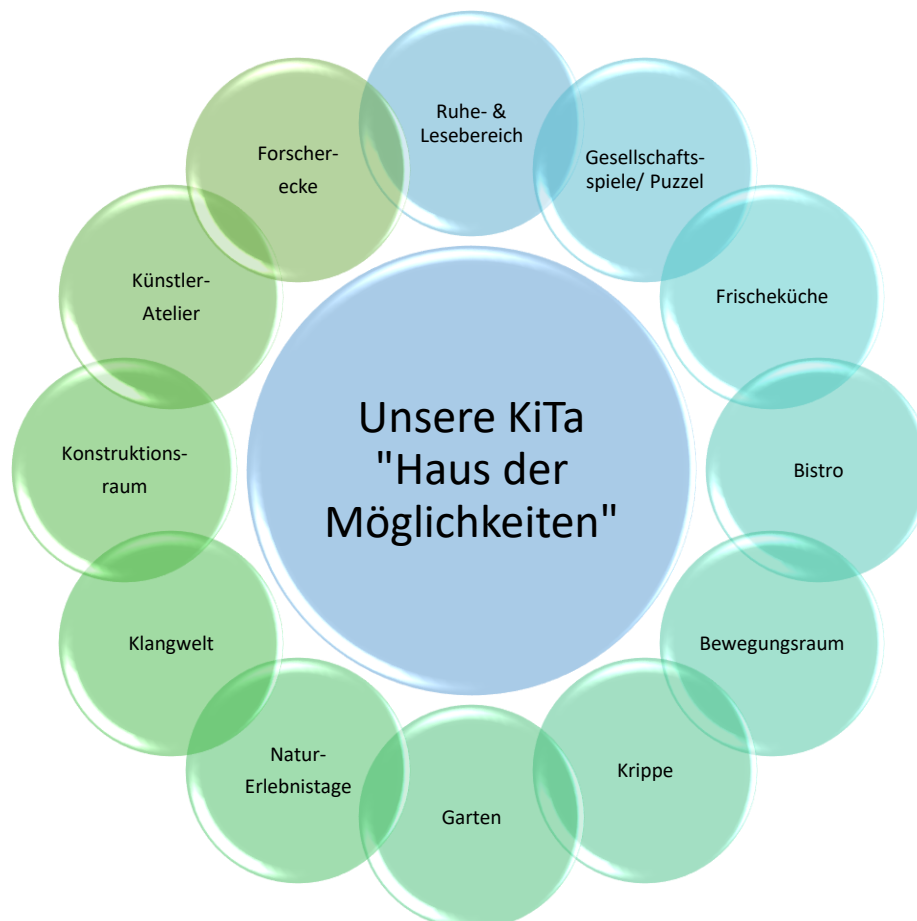 Ruhe- &
Lesebereich
Gesellschafts-
spiele/ Puzzel
Frischeküche
Bistro
Bewegungsraum
Krippe
Garten
Natur-
Erlebnistage
Klangwelt
Konstruktions-
raum
Künstler-
Atelier
Forscher-
ecke
Unsere KiTa
"Haus der
Möglichkeiten"